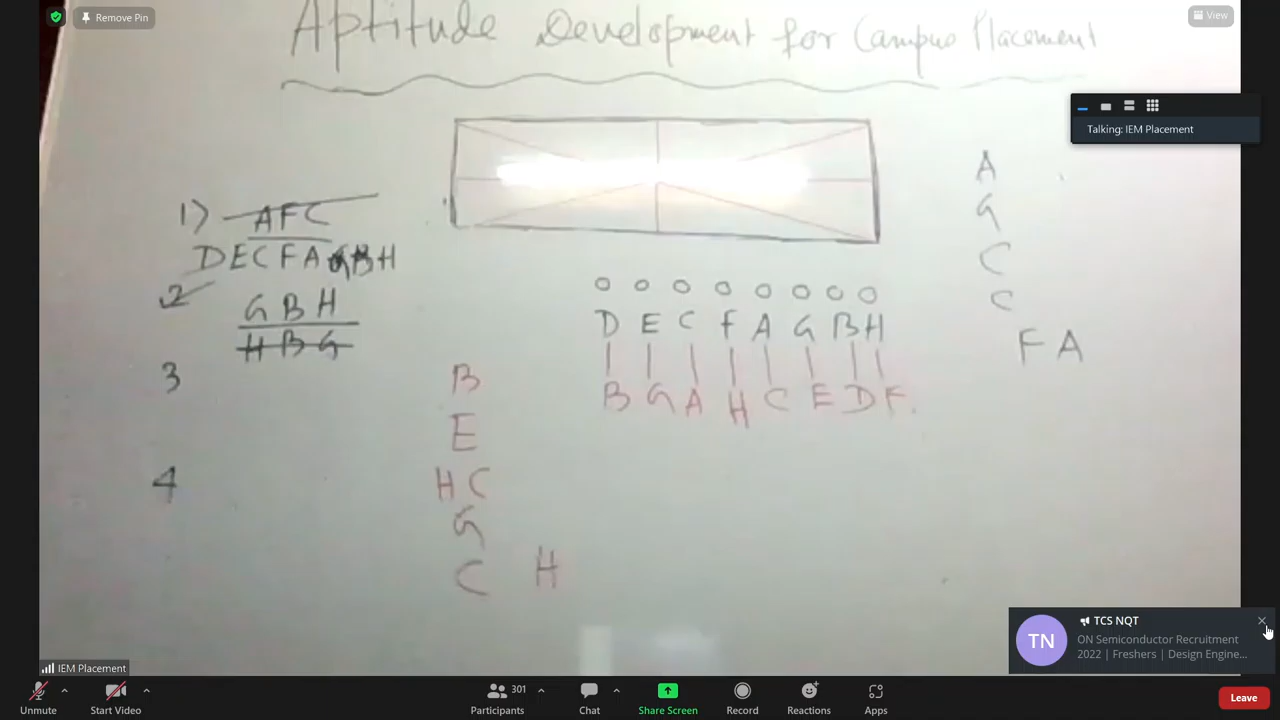 Remove Pin
View
Aptitude Development for Campus Placement
Talking: IEM Placement
1) AFC
DECFAGBH
2 GBH
HBG
3
4
D E C F A G B H
B G A H C E D F
B
E
H C
G
C H
A
G
C
C
F A
TN
TCS NQT
ON Semiconductor Recruitment
2022 | Freshers | Design Engine...
IEM Placement
Unmute
Start Video
301
Participants
Chat
Share Screen
Record
Reactions
Apps
Leave